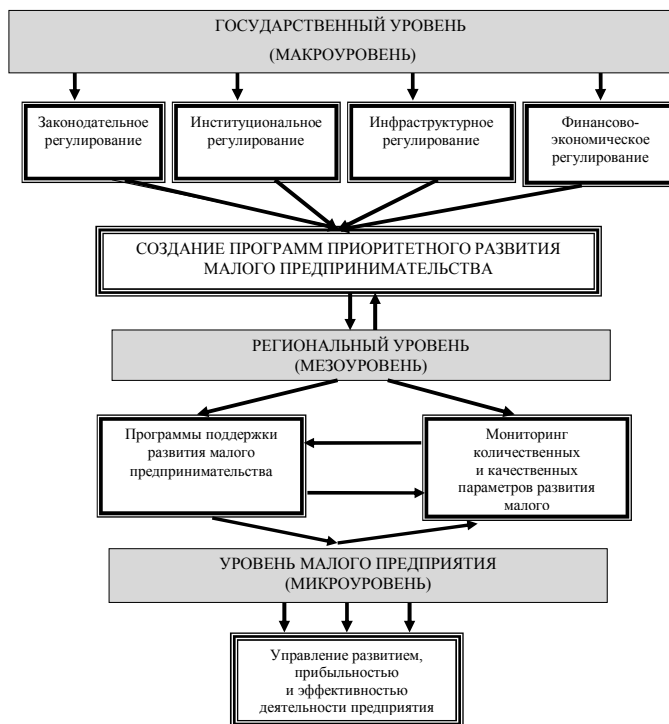 ГОСУДАРСТВЕННЫЙ УРОВЕНЬ
(МАКРОУРОВЕНЬ)
Законодательное
регулирование
Институциональное
регулирование
Инфраструктурное
регулирование
Финансово-
экономическое
регулирование
СОЗДАНИЕ ПРОГРАММ ПРИОРИТЕТНОГО РАЗВИТИЯ
МАЛОГО ПРЕДПРИНИМАТЕЛЬСТВА
РЕГИОНАЛЬНЫЙ УРОВЕНЬ
(МЕЗОУРОВЕНЬ)
Программы поддержки
развития малого
предпринимательства
Мониторинг
количественных
и качественных
параметров развития
малого
УРОВЕНЬ МАЛОГО ПРЕДПРИЯТИЯ
(МИКРОУРОВЕНЬ)
Управление развитием,
прибыльностью
и эффективностью
деятельности предприятия